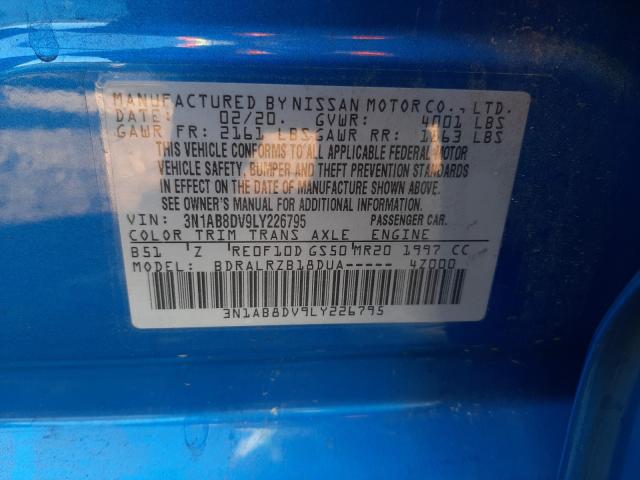 MANUFACTURED BY NISSAN MOTOR CO., LTD.
DATE: 02/20. GVWR: 4001 LBS
GAWR FR: 2161 LBS GAWR RR: 1863 LBS
THIS VEHICLE CONFORMS TO ALL APPLICABLE FEDERAL MOTOR
VEHICLE SAFETY, BUMPER AND THEFT PREVENTION STANDARDS
IN EFFECT ON THE DATE OF MANUFACTURE SHOWN ABOVE.
SEE OWNER'S MANUAL FOR ADDITIONAL INFORMATION.
VIN: 3N1AB8DV9LY226795 PASSENGER CAR.
COLOR TRIM TRANS AXLE ENGINE
B51 Z RE0F10D GS50 MR20 1997 CC
MODEL: BDRALRZB18DUA----- 4Z000
3N1AB8DV9LY226795